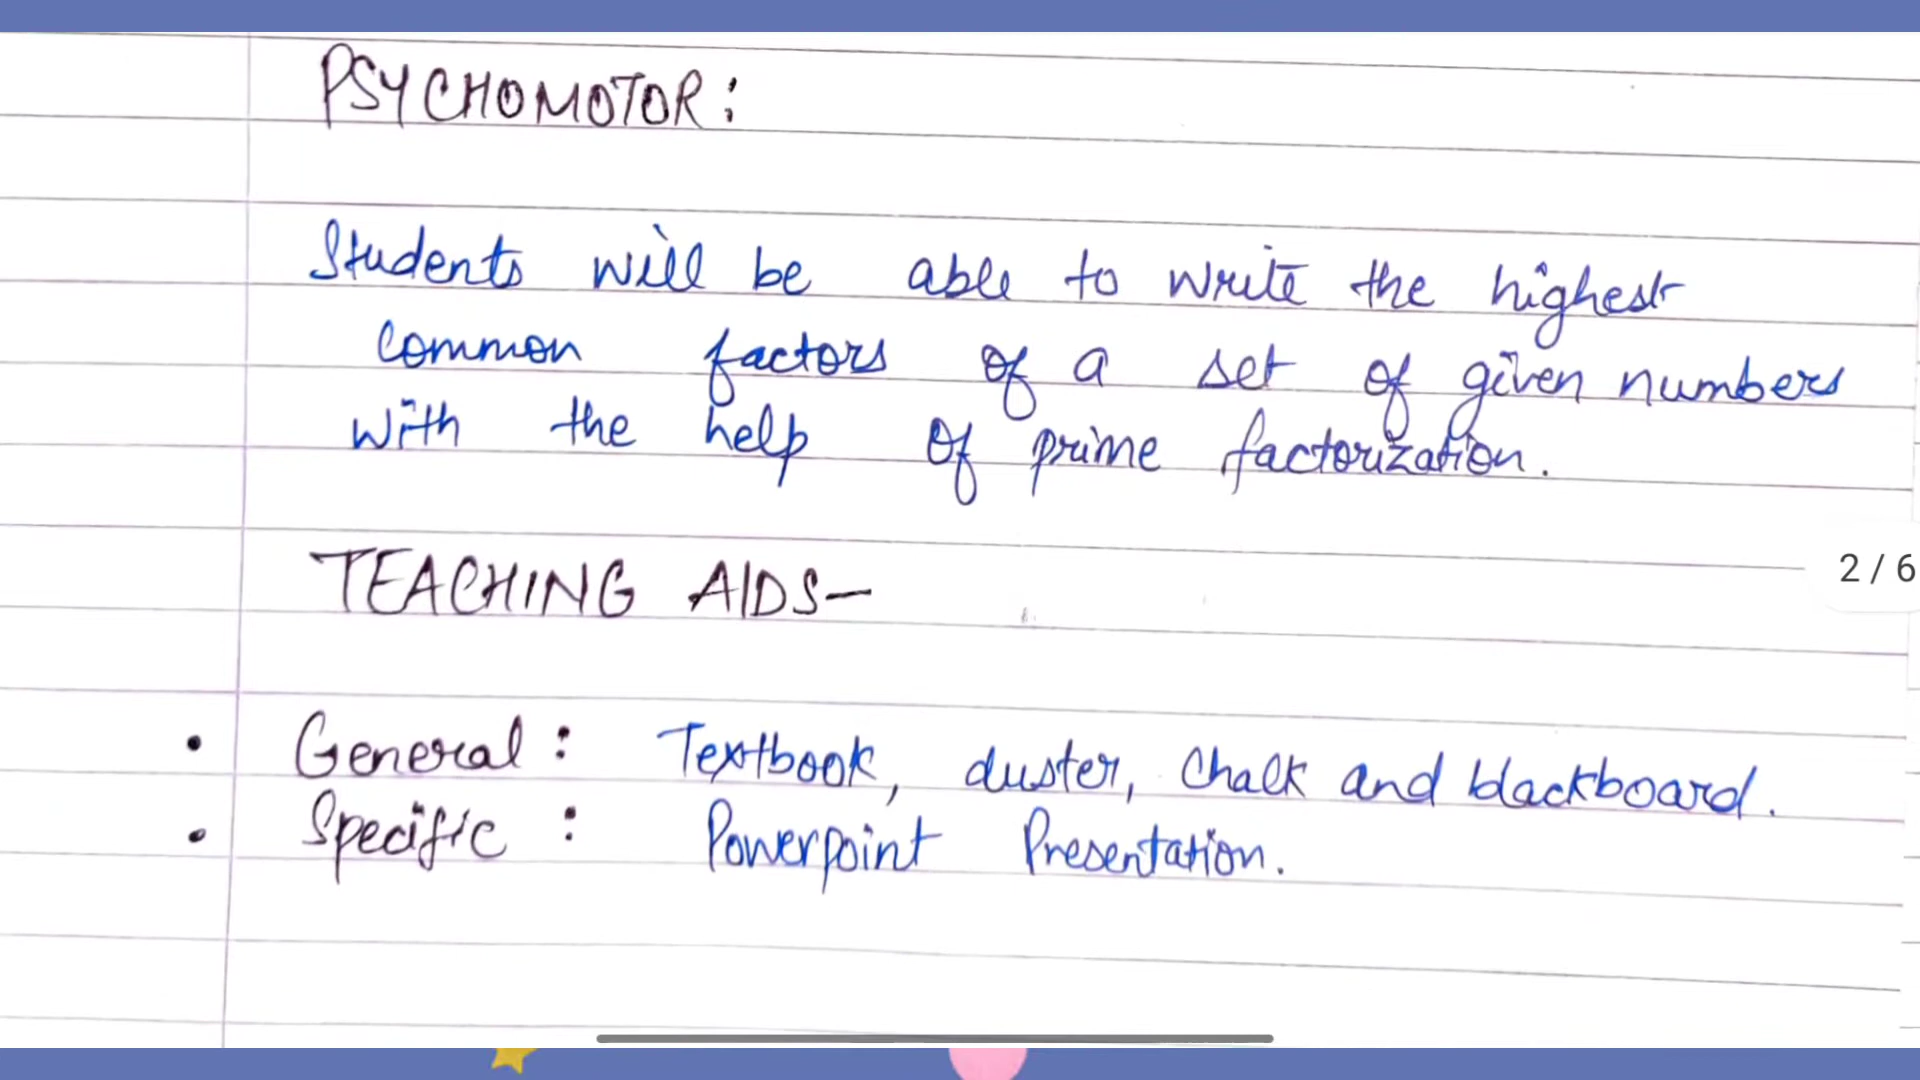 PSYCHOMOTOR:
Students will be able to write the highest
common factors of a set of given numbers
with the help of prime factorization.
TEACHING AIDS-
2/6
• General: Textbook, duster, Chalk and blackboard.
• Specific: Powerpoint Presentation.